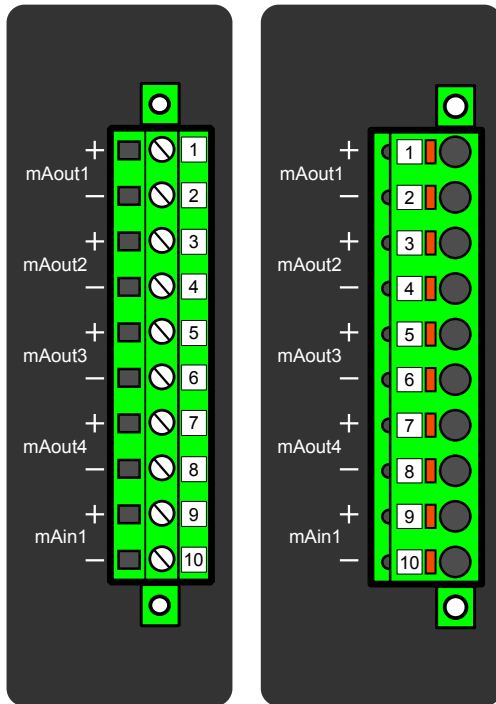 + 1
mAout1
− 2
+ 3
mAout2
− 4
+ 5
mAout3
− 6
+ 7
mAout4
− 8
+ 9
mAin1
− 10
+ 1
mAout1
− 2
+ 3
mAout2
− 4
+ 5
mAout3
− 6
+ 7
mAout4
− 8
+ 9
mAin1
− 10